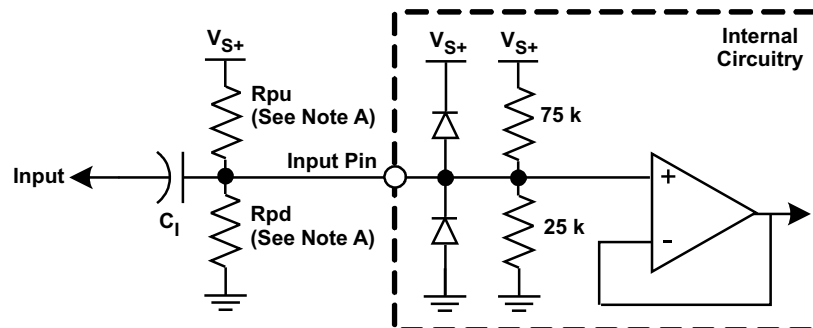 Internal
Circuitry
V_S+
V_S+
V_S+
Rpu
(See Note A)
75 k
Input
Input Pin
+
C_I
Rpd
(See Note A)
25 k
-